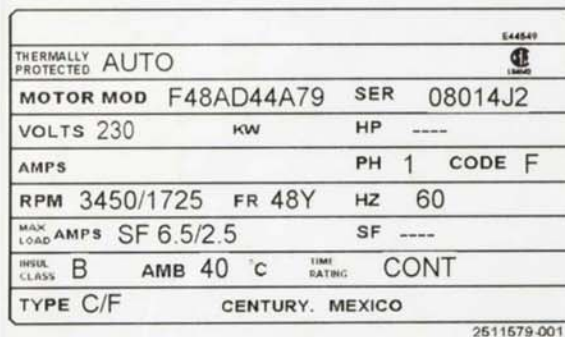 E44549
THERMALLY PROTECTED AUTO
MOTOR MOD F48AD44A79 SER 08014J2
VOLTS 230 KW HP ----
AMPS PH 1 CODE F
RPM 3450/1725 FR 48Y HZ 60
MAX LOAD AMPS SF 6.5/2.5 SF ----
INSUL CLASS B AMB 40 °C TIME RATING CONT
TYPE C/F CENTURY. MEXICO
2511579-001